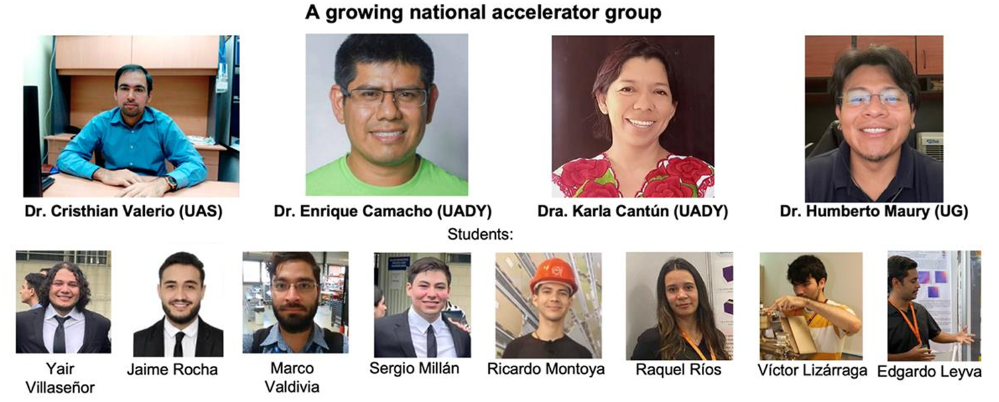 A growing national accelerator group
Dr. Cristhian Valerio (UAS)
Dr. Enrique Camacho (UADY)
Dra. Karla Cantún (UADY)
Dr. Humberto Maury (UG)
Students:
Yair
Villaseñor
Jaime Rocha
Marco
Valdivia
Sergio Millán
Ricardo Montoya
Raquel Ríos
Víctor Lizárraga
Edgardo Leyva